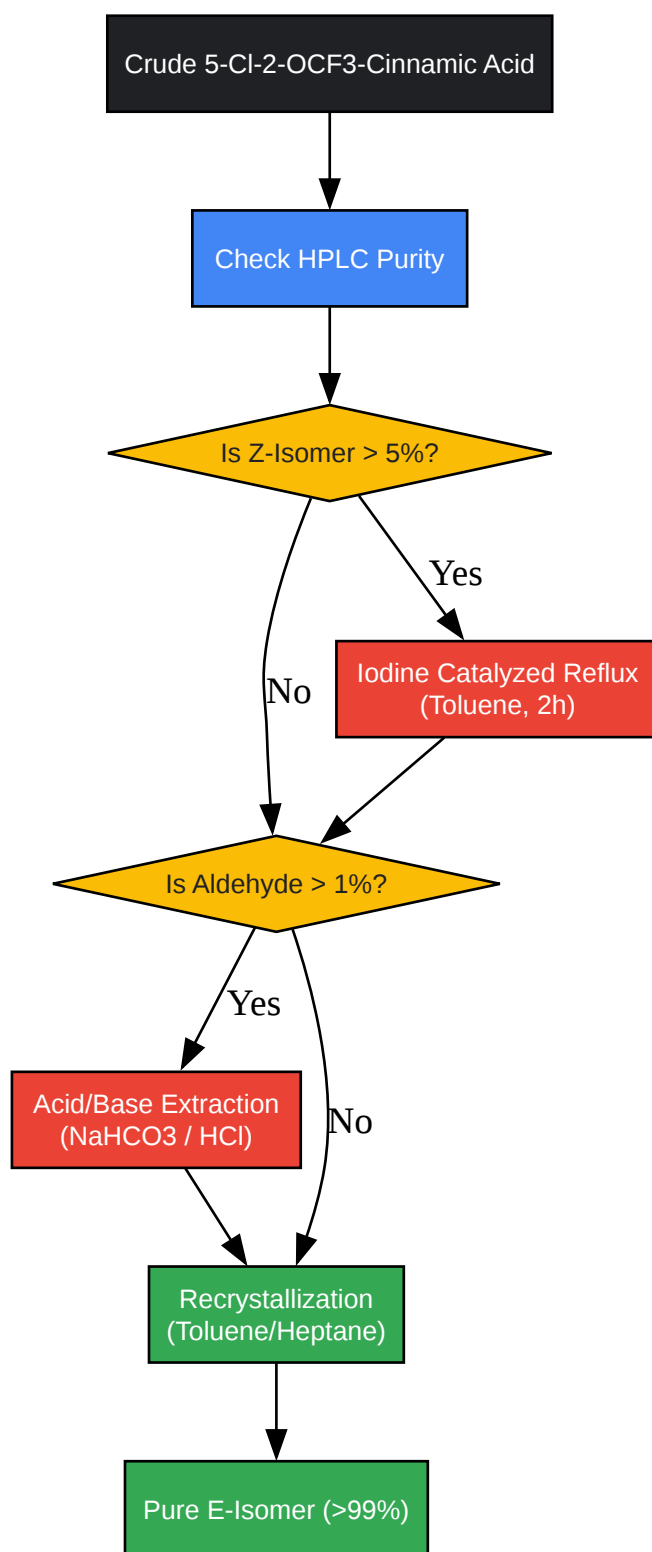 Crude 5-Cl-2-OCF3-Cinnamic Acid
Check HPLC Purity
Is Z-Isomer > 5%?
Yes
Iodine Catalyzed Reflux
(Toluene, 2h)
No
Is Aldehyde > 1%?
Yes
Acid/Base Extraction
(NaHCO3 / HCl)
No
Recrystallization
(Toluene/Heptane)
Pure E-Isomer (>99%)